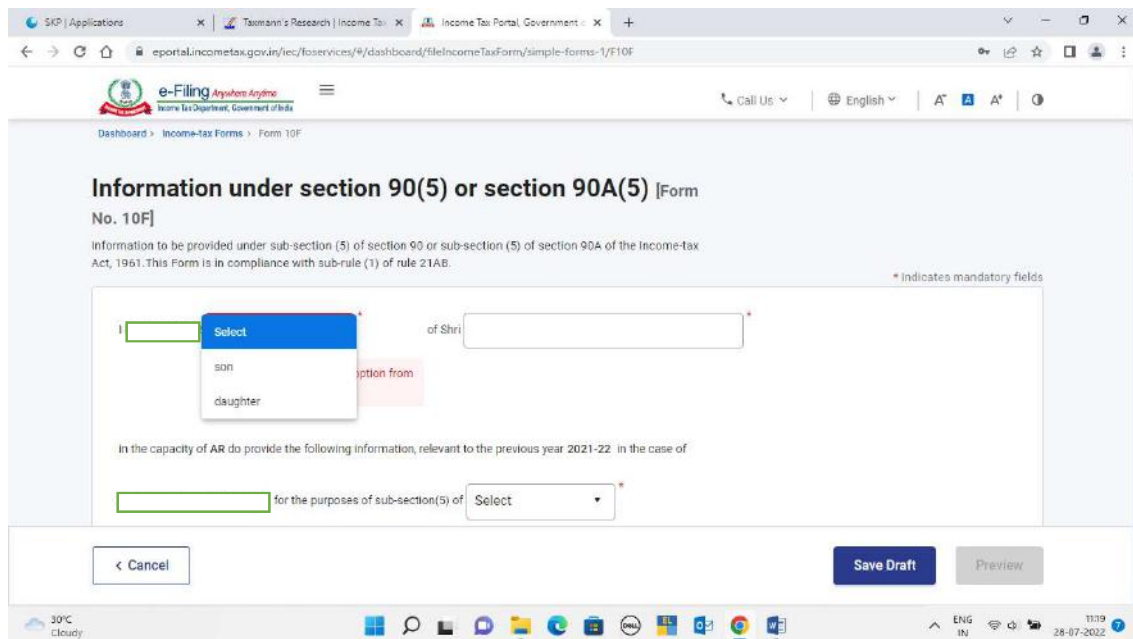 SKP | Applications
Taxmann's Research | Income Tax
Income Tax Portal, Government o
eportal.incometax.gov.in/iec/foservices/#/dashboard/fileIncomeTaxForm/simple-forms-1/F10F
e-Filing Anywhere Anytime
Income Tax Department, Government of India
Call Us
English
A-
A
A+
Dashboard > Income-tax Forms > Form 10F
Information under section 90(5) or section 90A(5) [Form
No. 10F]
Information to be provided under sub-section (5) of section 90 or sub-section (5) of section 90A of the Income-tax
Act, 1961.This Form is in compliance with sub-rule (1) of rule 21AB.
* Indicates mandatory fields
I
Select
*
of Shri
*
son
option from
daughter
in the capacity of AR do provide the following information, relevant to the previous year 2021-22 in the case of
for the purposes of sub-section(5) of Select *
< Cancel
Save Draft
Preview
30°C
Cloudy
DELL
ENG
IN
11:19
28-07-2022
7